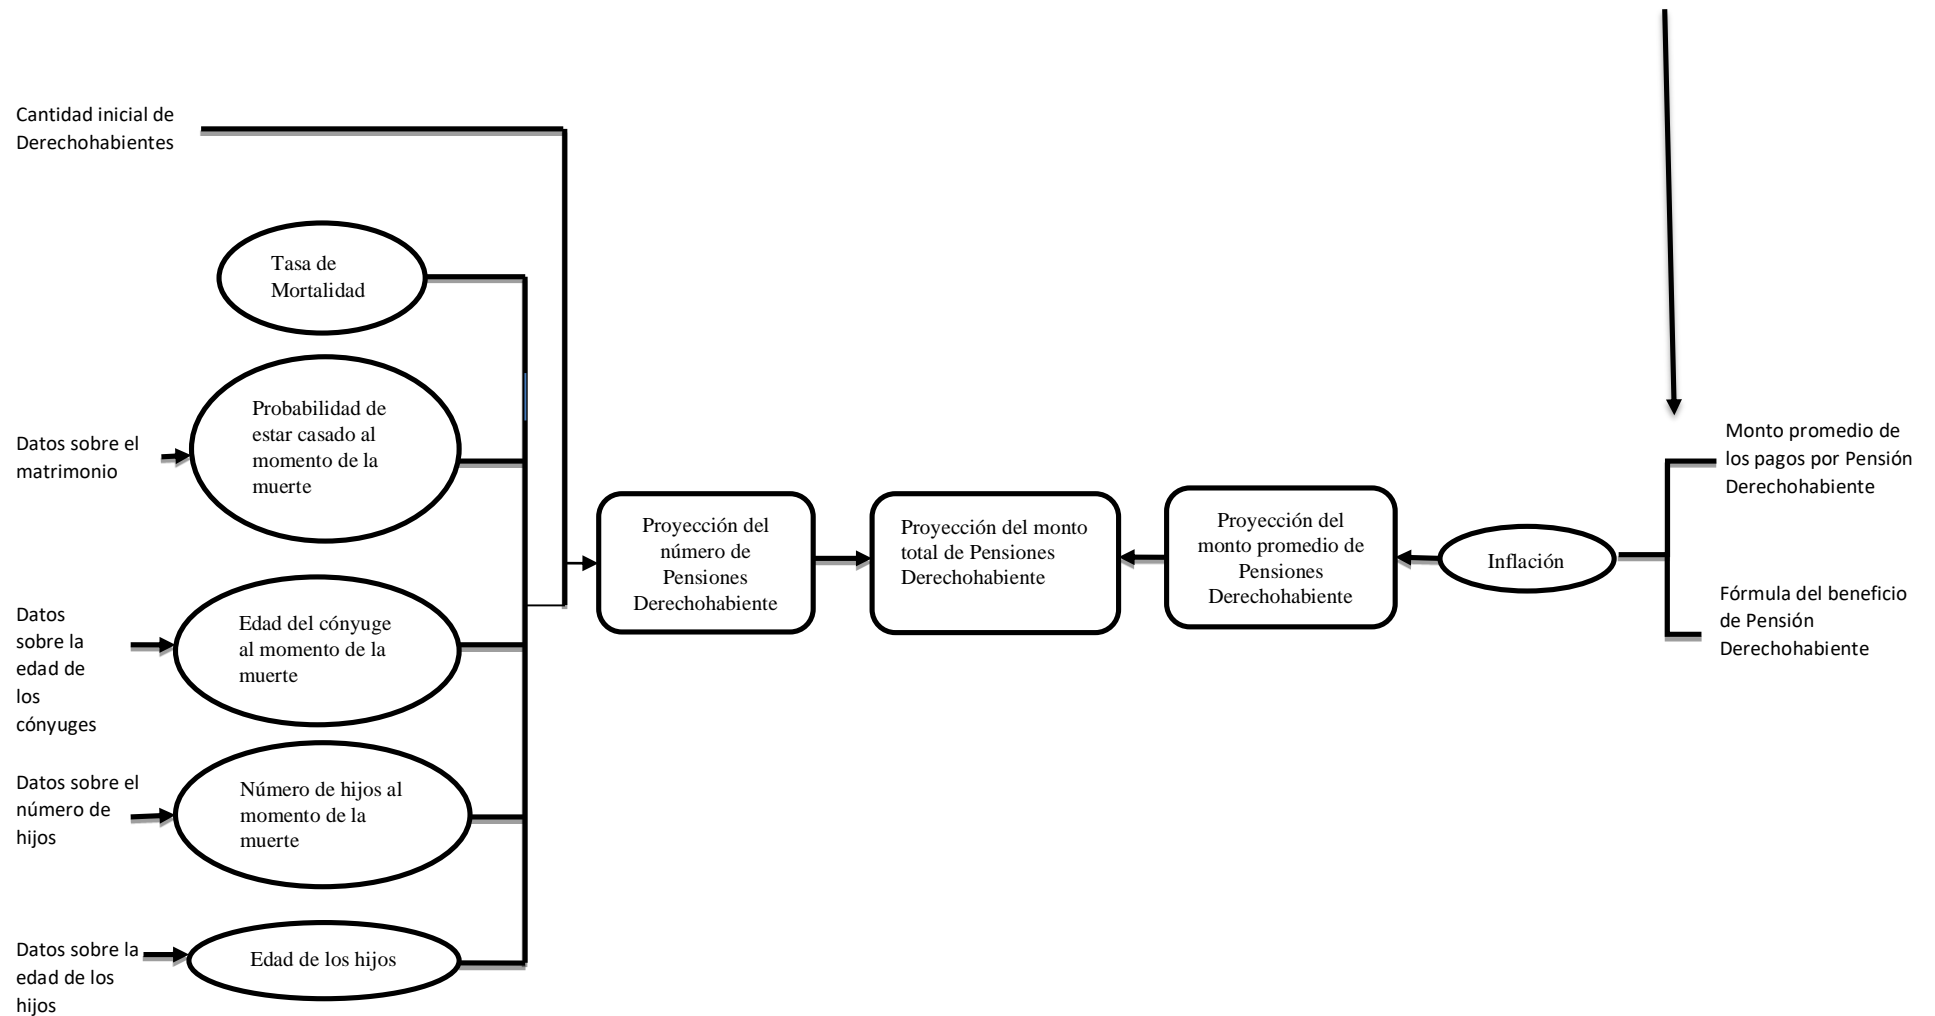 Cantidad inicial de
Derechohabientes
Tasa de
Mortalidad
Datos sobre el
matrimonio
Probabilidad de
estar casado al
momento de la
muerte
Datos
sobre la
edad de
los
cónyuges
Edad del cónyuge
al momento de la
muerte
Datos sobre el
número de
hijos
Número de hijos al
momento de la
muerte
Datos sobre la
edad de los
hijos
Edad de los hijos
Proyección del
número de
Pensiones
Derechohabiente
Proyección del monto
total de Pensiones
Derechohabiente
Proyección del
monto promedio de
Pensiones
Derechohabiente
Inflación
Monto promedio de
los pagos por Pensión
Derechohabiente
Fórmula del beneficio
de Pensión
Derechohabiente